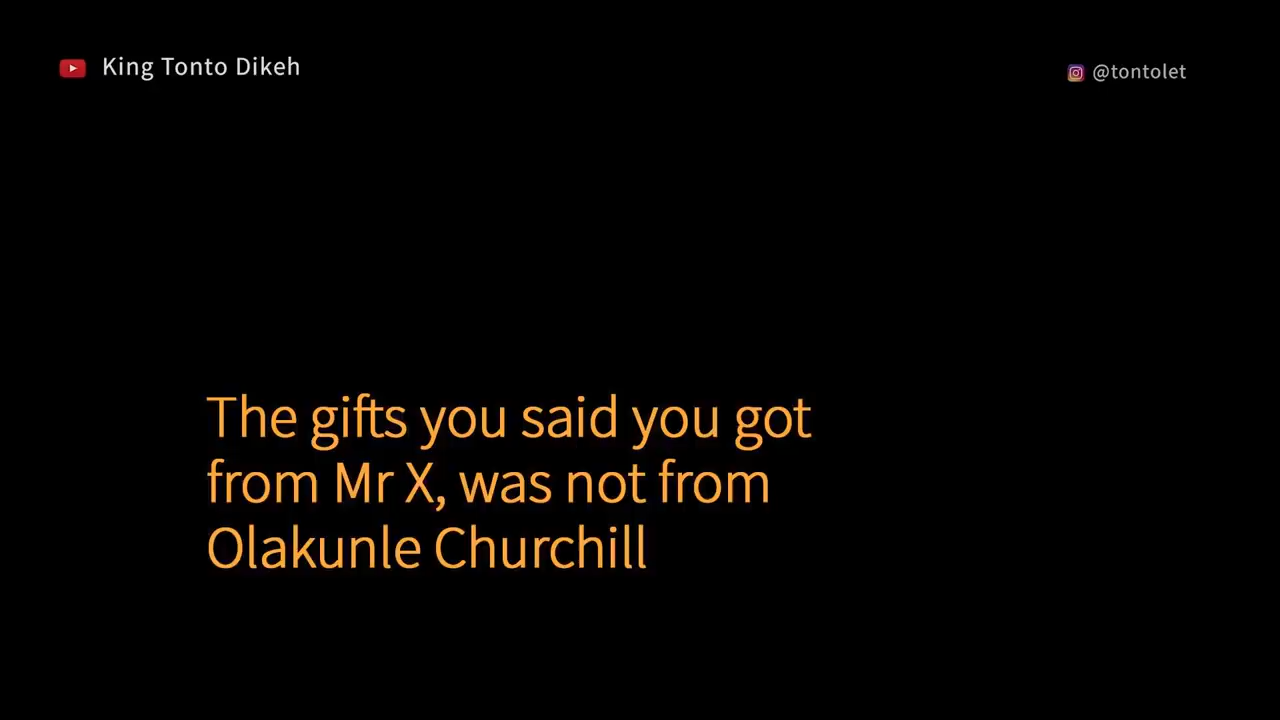 King Tonto Dikeh
@tontolet
The gifts you said you got
from Mr X, was not from
Olakunle Churchill